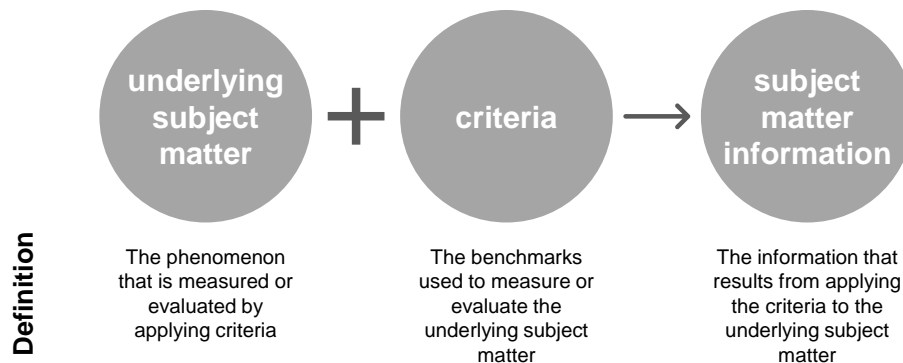 underlying
subject
matter
criteria
subject
matter
information
Definition
The phenomenon
that is measured or
evaluated by
applying criteria
The benchmarks
used to measure or
evaluate the
underlying subject
matter
The information that
results from applying
the criteria to the
underlying subject
matter